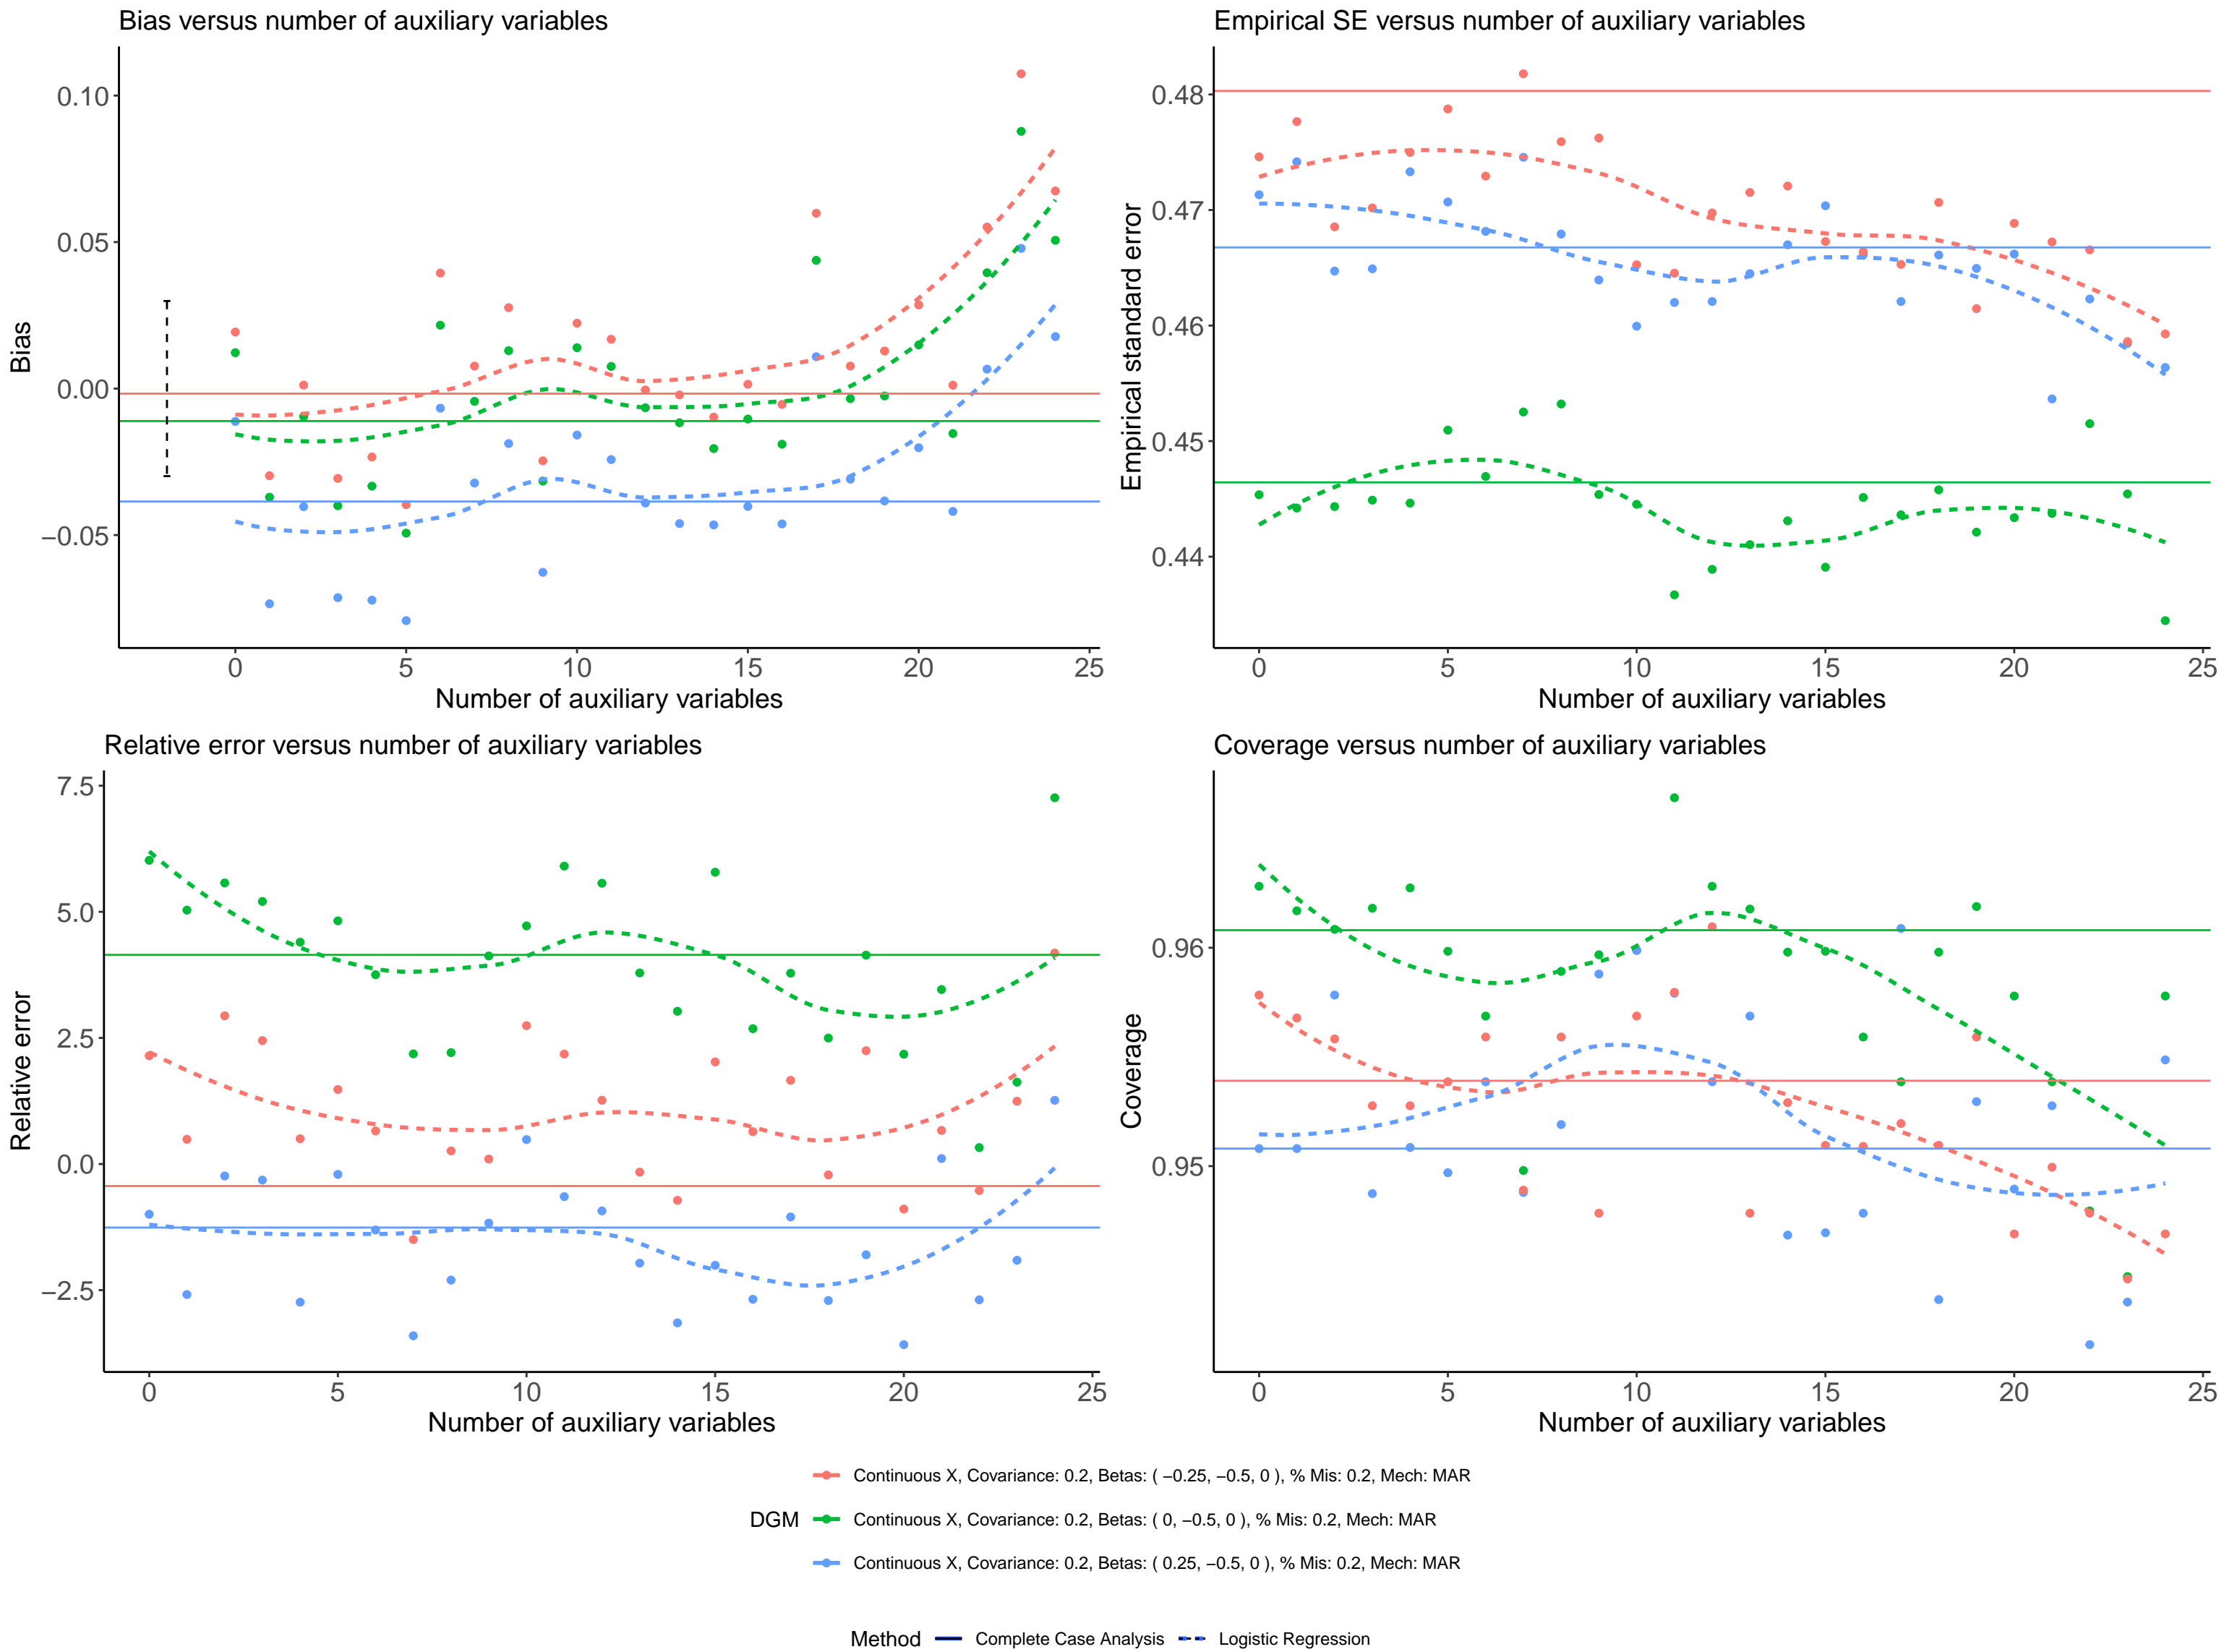 Bias versus number of auxiliary variables
Bias
0.10
0.05
0.00
−0.05
0 5 10 15 20 25
Number of auxiliary variables
Empirical SE versus number of auxiliary variables
Empirical standard error
0.48
0.47
0.46
0.45
0.44
0 5 10 15 20 25
Number of auxiliary variables
Relative error versus number of auxiliary variables
Relative error
7.5
5.0
2.5
0.0
−2.5
0 5 10 15 20 25
Number of auxiliary variables
Coverage versus number of auxiliary variables
Coverage
0.96
0.95
0 5 10 15 20 25
Number of auxiliary variables
DGM
Continuous X, Covariance: 0.2, Betas: ( −0.25, −0.5, 0 ), % Mis: 0.2, Mech: MAR
Continuous X, Covariance: 0.2, Betas: ( 0, −0.5, 0 ), % Mis: 0.2, Mech: MAR
Continuous X, Covariance: 0.2, Betas: ( 0.25, −0.5, 0 ), % Mis: 0.2, Mech: MAR
Method Complete Case Analysis Logistic Regression